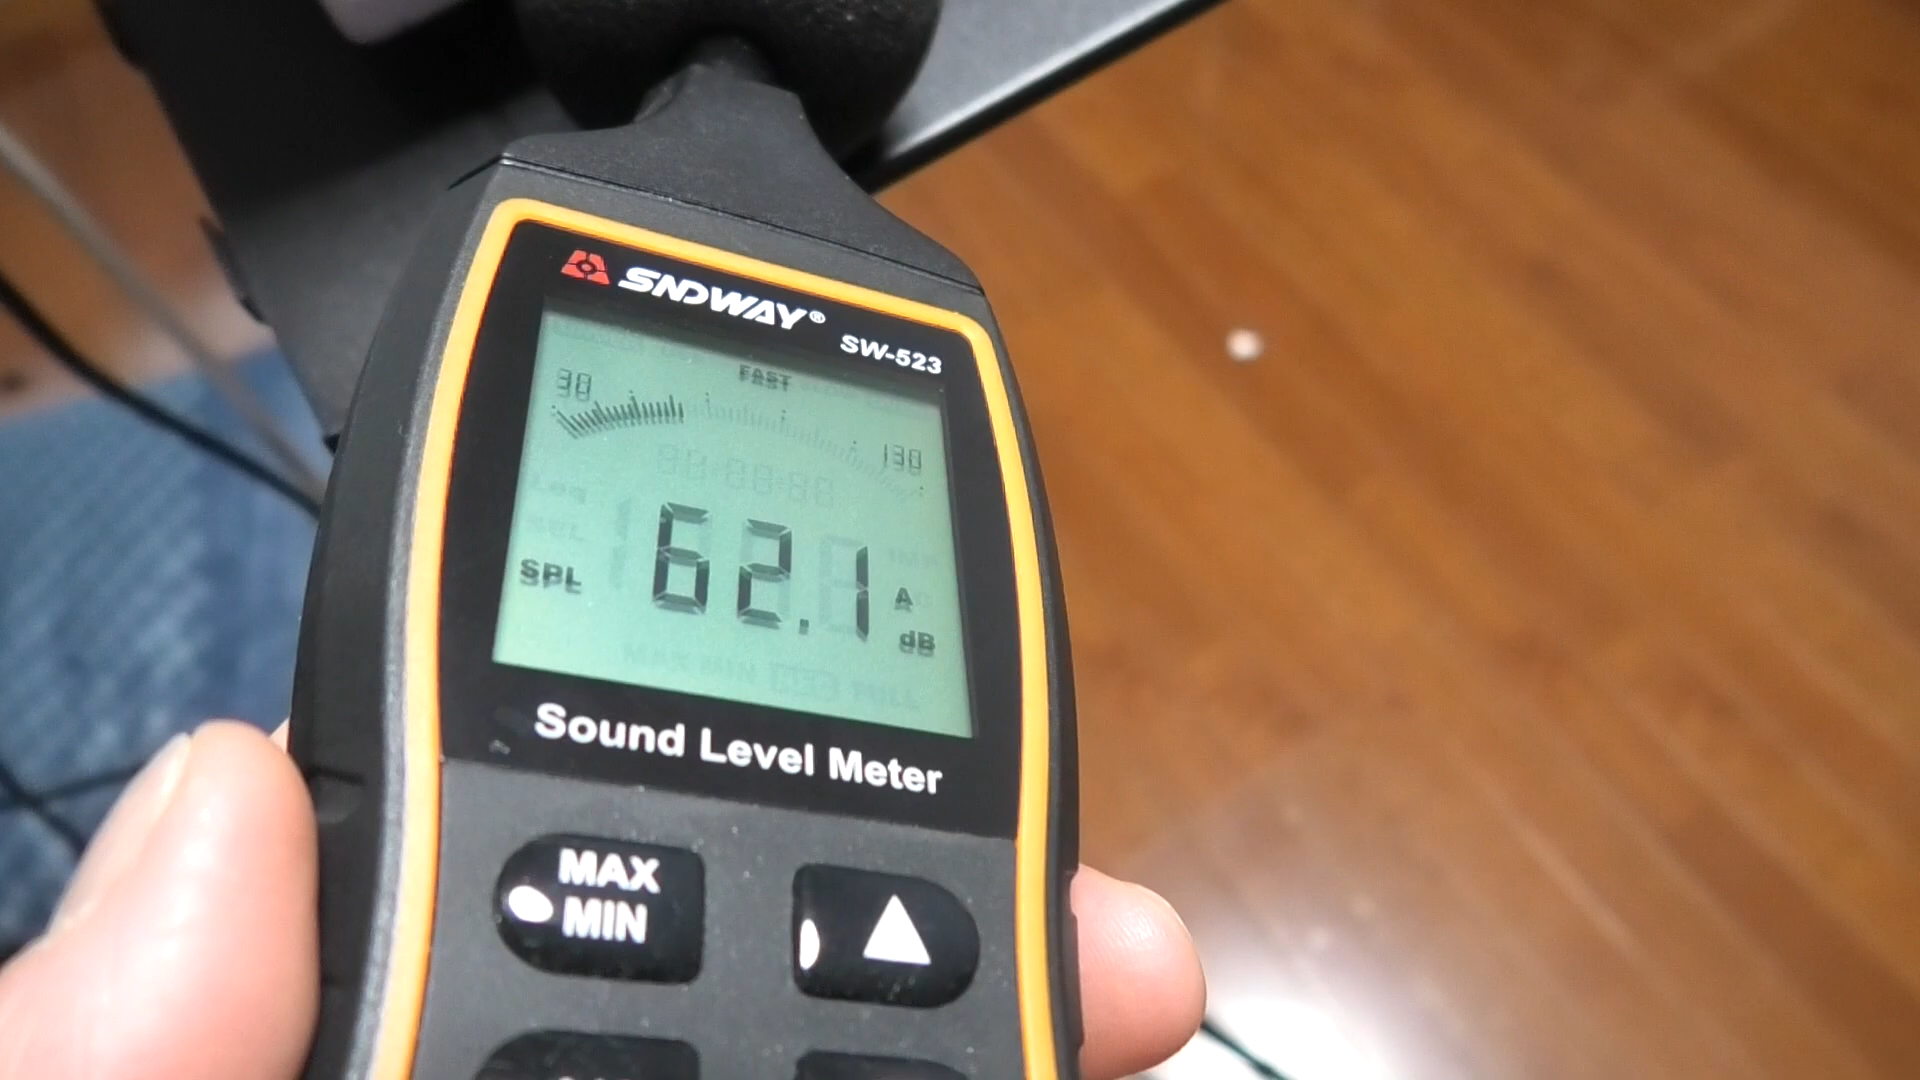 SNDWAY®
SW-523
FAST
30
130
SPL
62.1
A
dB
Sound Level Meter
MAX
MIN